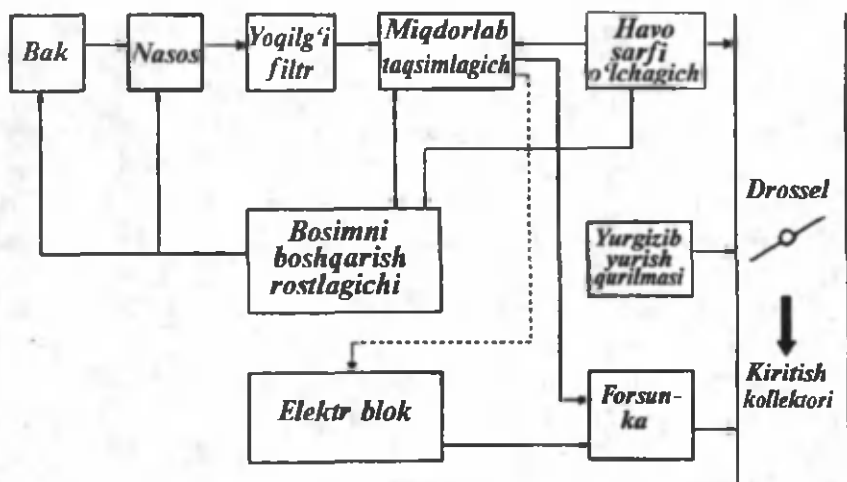 Bak
Nasos
Yoqilg‘i
filtr
Miqdorlab
taqsimlagich
Havo
sarfi
o‘lchagich
Bosimni
boshqarish
rostlagichi
Yurgizib
yurish
qurilmasi
Drossel
Kiritish
kollektori
Elektr blok
Forsun-
ka